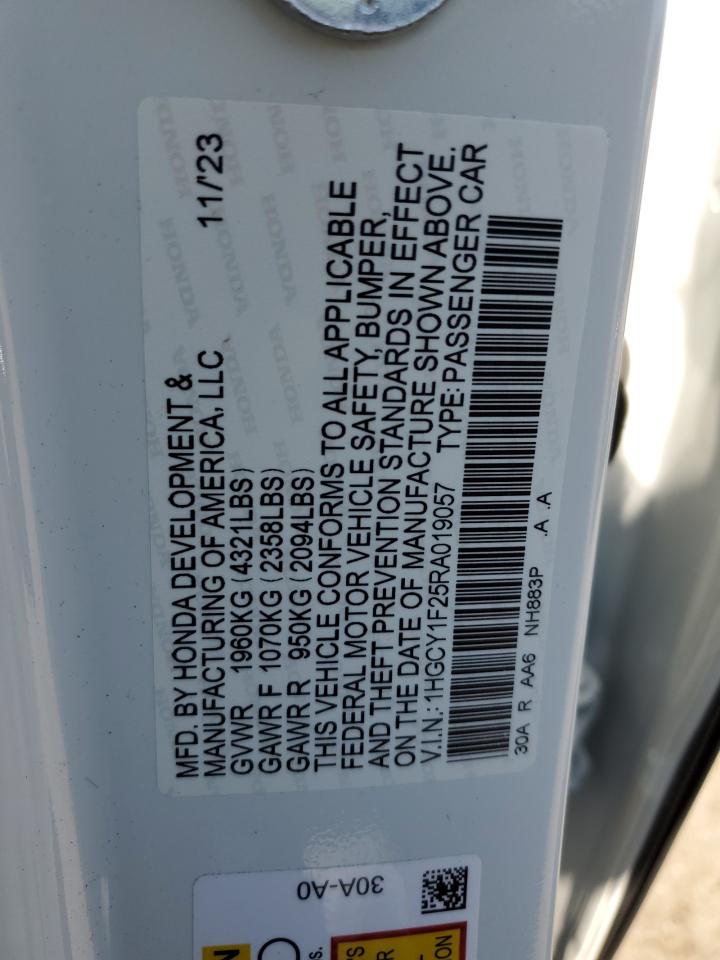 MFD. BY HONDA DEVELOPMENT &
MANUFACTURING OF AMERICA, LLC 11/'23
GVWR 1960KG (4321LBS)
GAWR F 1070KG (2358LBS)
GAWR R 950KG (2094LBS)
THIS VEHICLE CONFORMS TO ALL APPLICABLE
FEDERAL MOTOR VEHICLE SAFETY, BUMPER,
AND THEFT PREVENTION STANDARDS IN EFFECT
ON THE DATE OF MANUFACTURE SHOWN ABOVE.
V.I.N.: 1HGCY1F25RA019057 TYPE: PASSENGER CAR
30A R AA6 NH883P .A .A
30A-A0